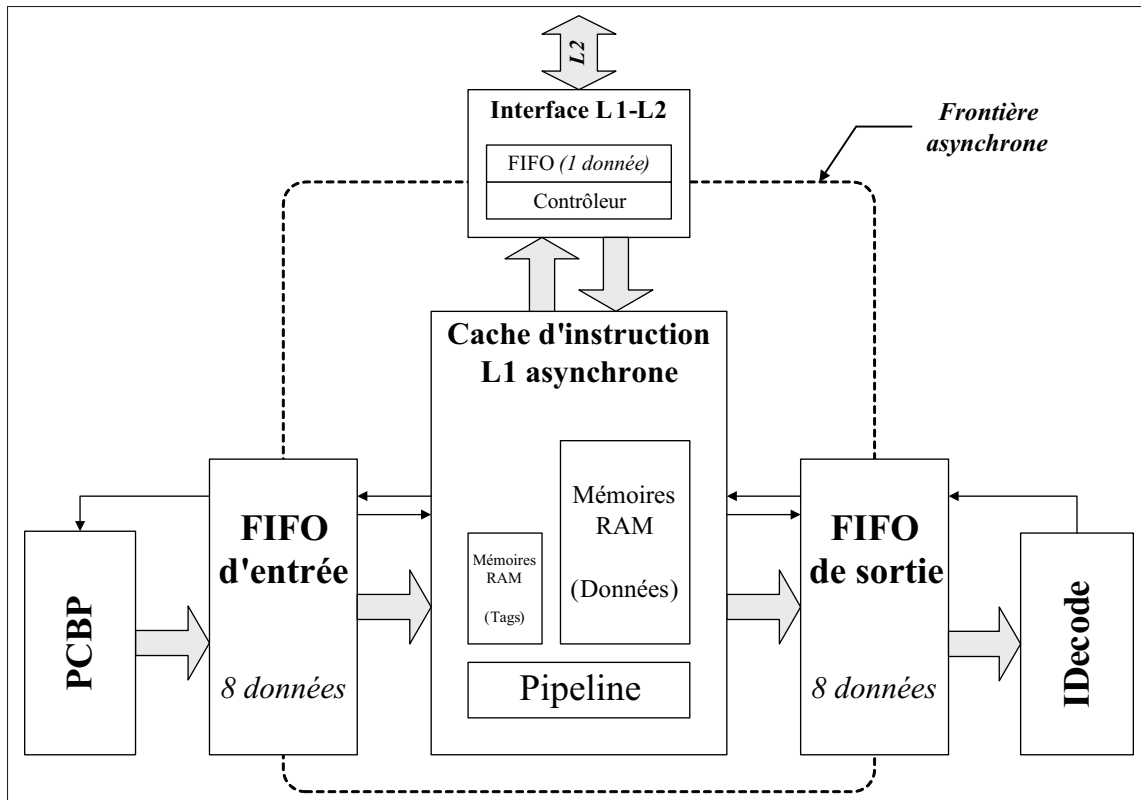 L2
Interface L1-L2
FIFO (1 donnée)
Contrôleur
Frontière
asynchrone
Cache d'instruction
L1 asynchrone
Mémoires
RAM
(Tags)
Mémoires
RAM
(Données)
Pipeline
PCBP
FIFO
d'entrée
8 données
FIFO
de sortie
8 données
IDecode